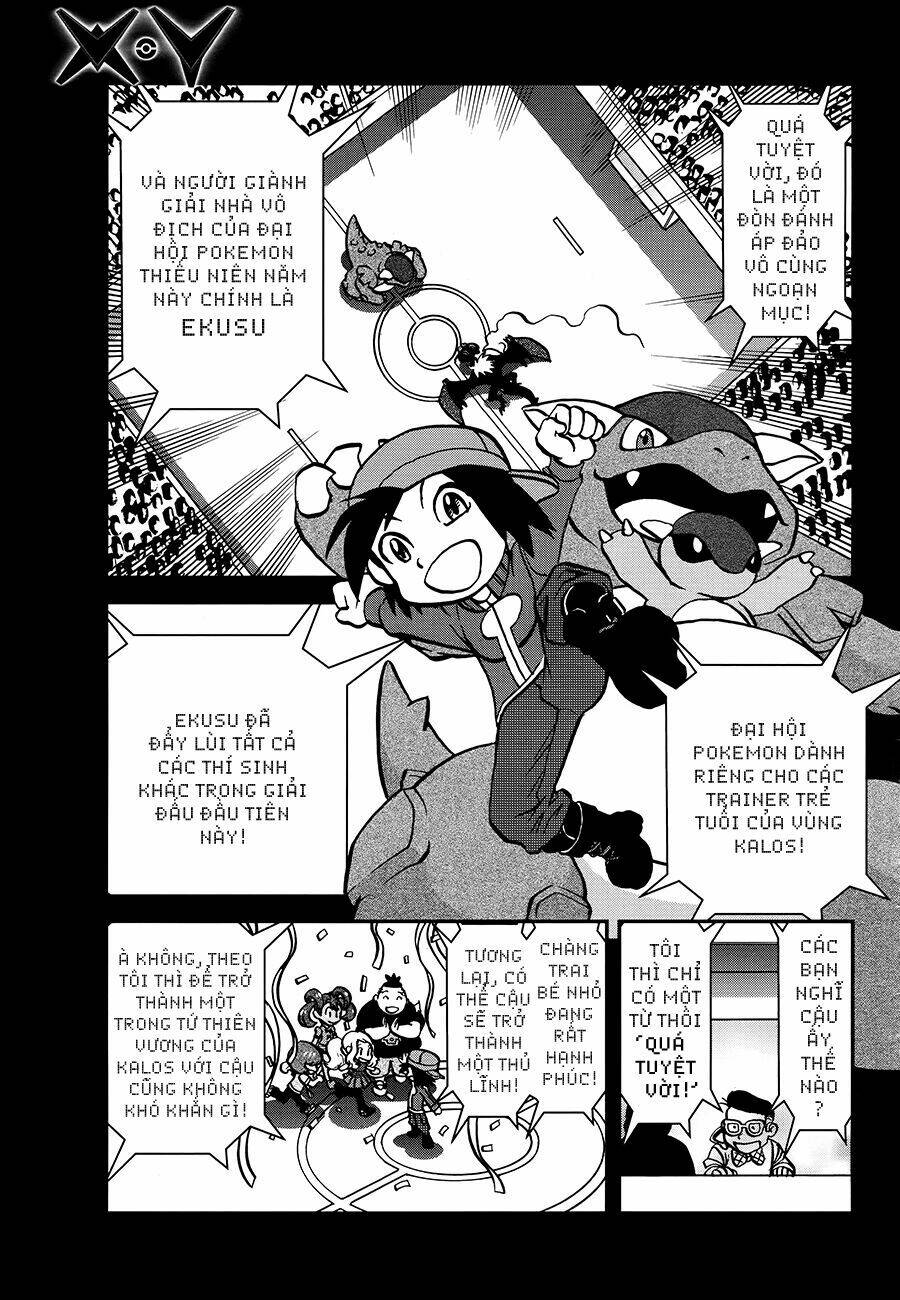 X•Y
QUÁ
TUYỆT
VỜI, ĐÓ
LÀ MỘT
ĐÒN ĐÁNH
ÁP ĐẢO
VÔ CÙNG
NGOẠN
MỤC!
VÀ NGƯỜI GIÀNH
GIẢI NHÀ VÔ
ĐỊCH CỦA ĐẠI
HỘI POKEMON
THIẾU NIÊN NĂM
NÀY CHÍNH LÀ
EKUSU
ĐẠI HỘI
POKEMON DÀNH
RIÊNG CHO CÁC
TRAINER TRẺ
TUỔI CỦA VÙNG
KALOS!
EKUSU ĐÃ
ĐẨY LÙI TẤT CẢ
CÁC THÍ SINH
KHÁC TRONG GIẢI
ĐẤU ĐẦU TIÊN
NÀY!
CÁC
BẠN
NGHĨ
CẬU
ẤY
THẾ
NÀO
?
TÔI
THÌ CHỈ
CÓ MỘT
TỪ THÔI
'QUÁ
TUYỆT
VỜI!'
CHÀNG
TRAI
BÉ NHỎ
ĐANG
RẤT
HẠNH
PHÚC!
TƯƠNG
LAI, CÓ
THỂ CẬU
SẼ TRỞ
THÀNH
MỘT THỦ
LĨNH!
À KHÔNG, THEO
TÔI THÌ ĐỂ TRỞ
THÀNH MỘT
TRONG TỨ THIÊN
VƯƠNG CỦA
KALOS VỚI CẬU
CŨNG KHÔNG
KHÓ KHĂN GÌ!